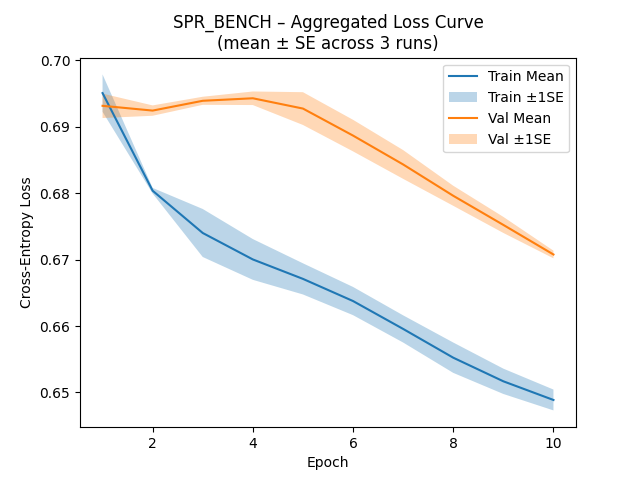 SPR_BENCH – Aggregated Loss Curve
(mean ± SE across 3 runs)
Train Mean
Train ±1SE
Val Mean
Val ±1SE
Cross-Entropy Loss
0.70
0.69
0.68
0.67
0.66
0.65
2
4
6
8
10
Epoch